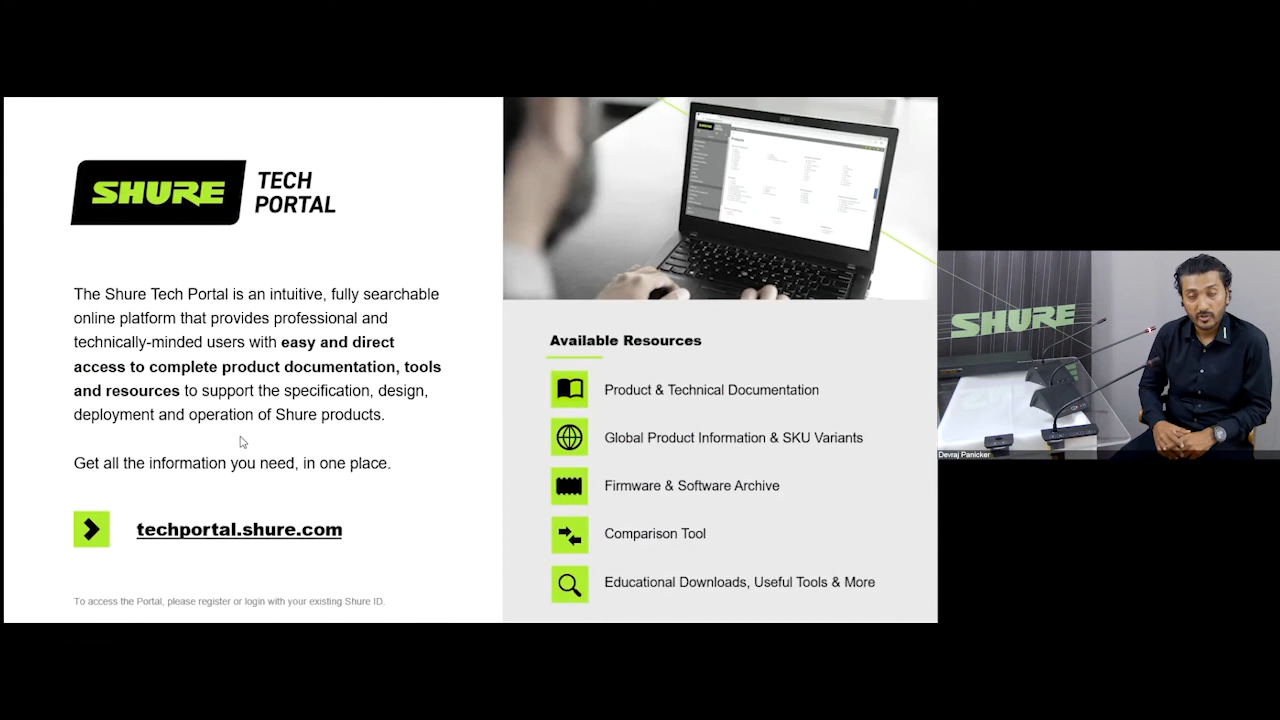 SHURE
TECH
PORTAL
The Shure Tech Portal is an intuitive, fully searchable
online platform that provides professional and
technically-minded users with easy and direct
access to complete product documentation, tools
and resources to support the specification, design,
deployment and operation of Shure products.
Get all the information you need, in one place.
techportal.shure.com
To access the Portal, please register or login with your existing Shure ID.
Available Resources
Product & Technical Documentation
Global Product Information & SKU Variants
Firmware & Software Archive
Comparison Tool
Educational Downloads, Useful Tools & More
SHURE
Devraj Panicker